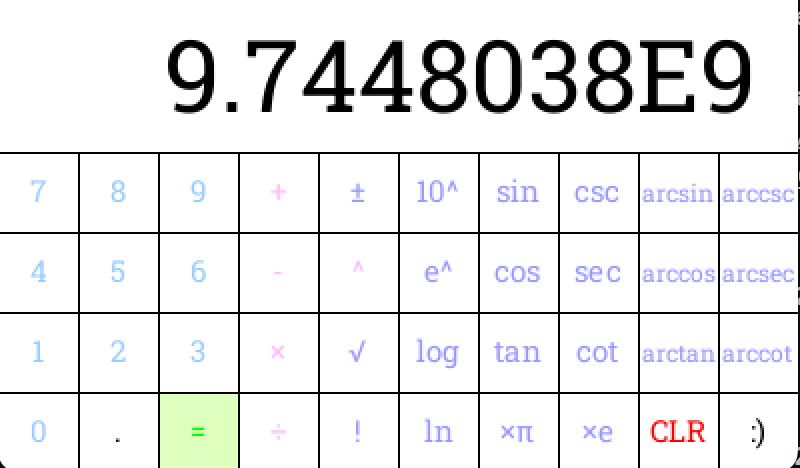 9.7448038E9
7 8 9 + ± 10^ sin csc arcsin arccsc
4 5 6 - ^ e^ cos sec arccos arcsec
1 2 3 × √ log tan cot arctan arccot
0 . = ÷ ! ln ×π ×e CLR :)